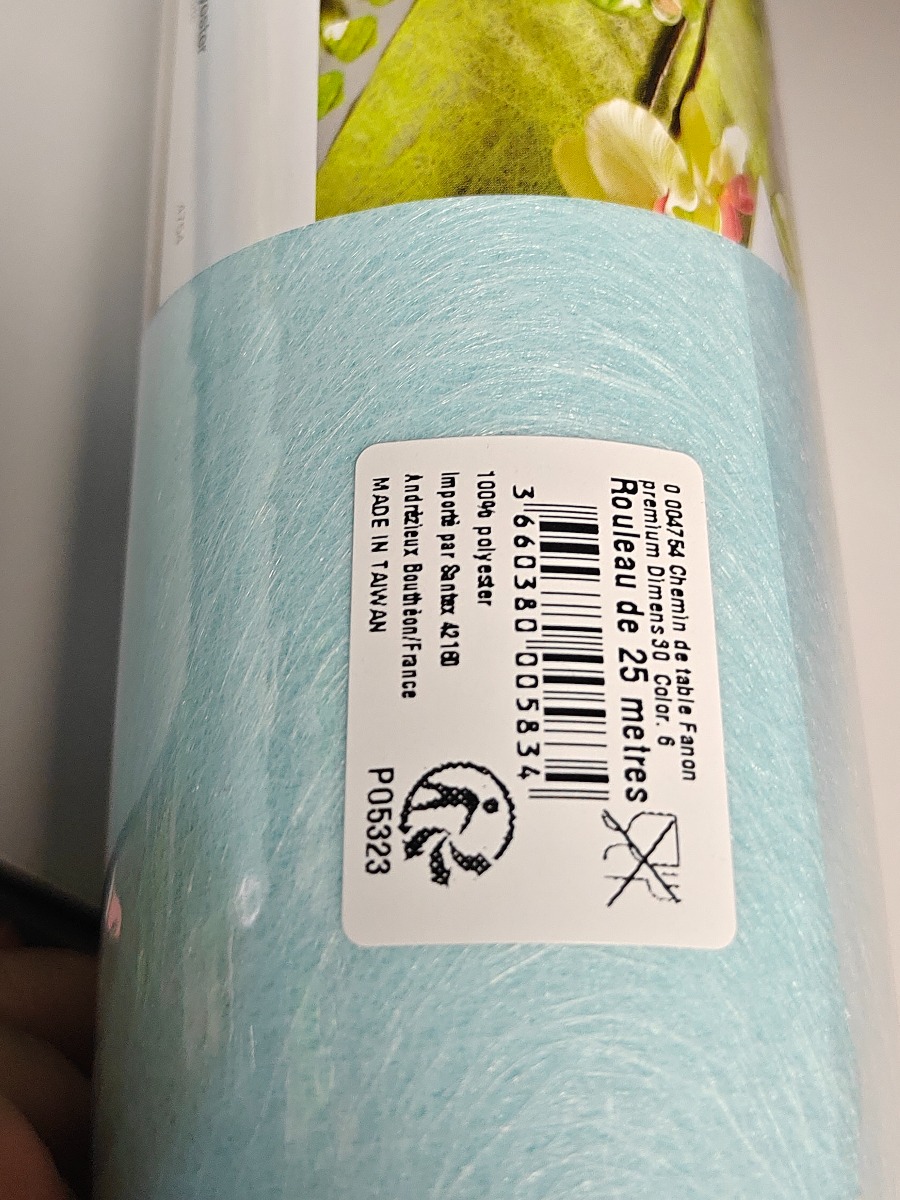 0 004754 Chemin de table Fanon
premium Dimens30 Color. 6
Rouleau de 25 metres
3 660380 005834
100% polyester
Importé par Santex 42160
Andrézieux Bouthéon/France
MADE IN TAIWAN
P05323